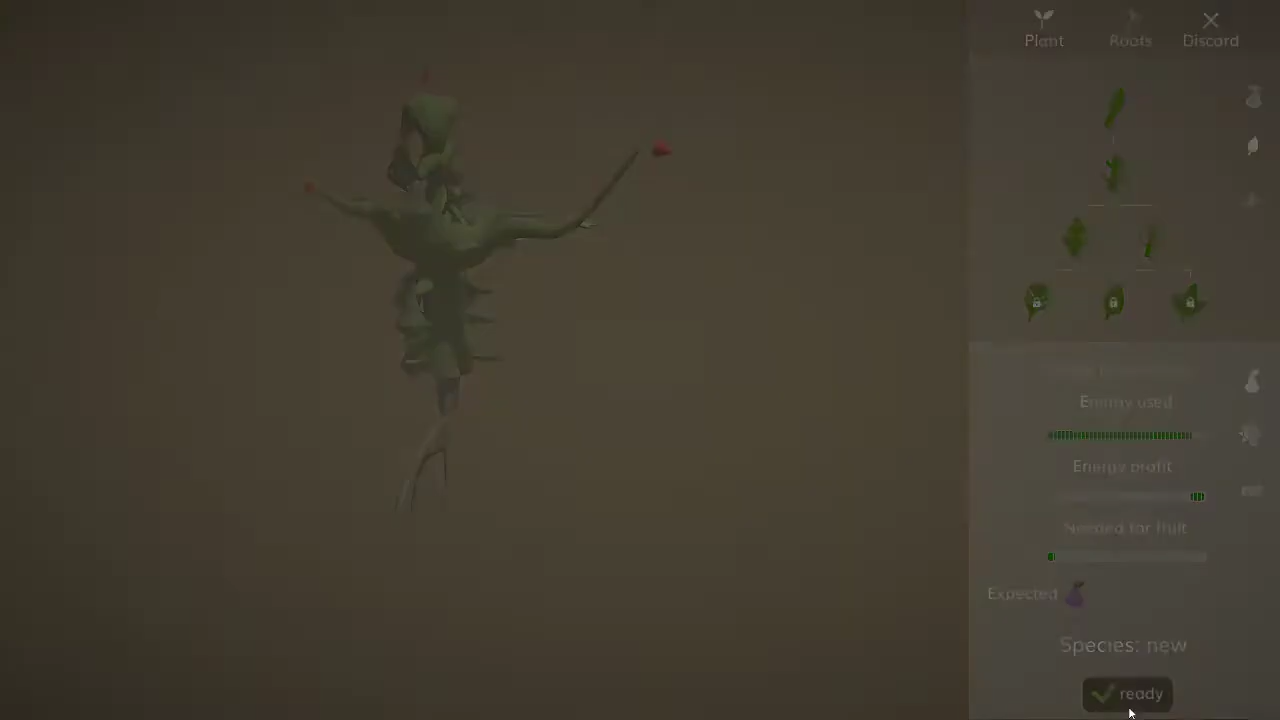 Plant
Roots
Discard
Energy used
Energy profit
Needed for fruit
Expected
Species: new
ready